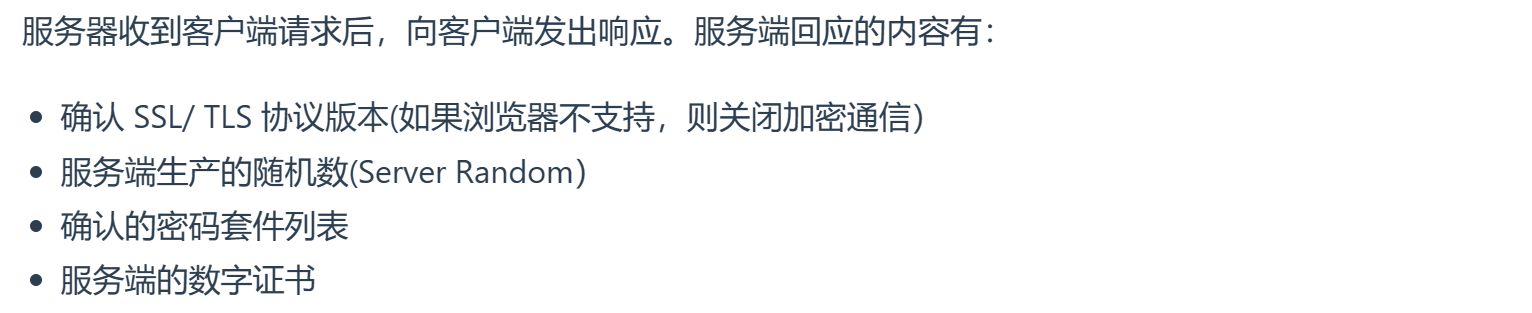 服务器收到客户端请求后，向客户端发出响应。服务端回应的内容有：
• 确认 SSL/ TLS 协议版本(如果浏览器不支持，则关闭加密通信)
• 服务端生产的随机数(Server Random)
• 确认的密码套件列表
• 服务端的数字证书